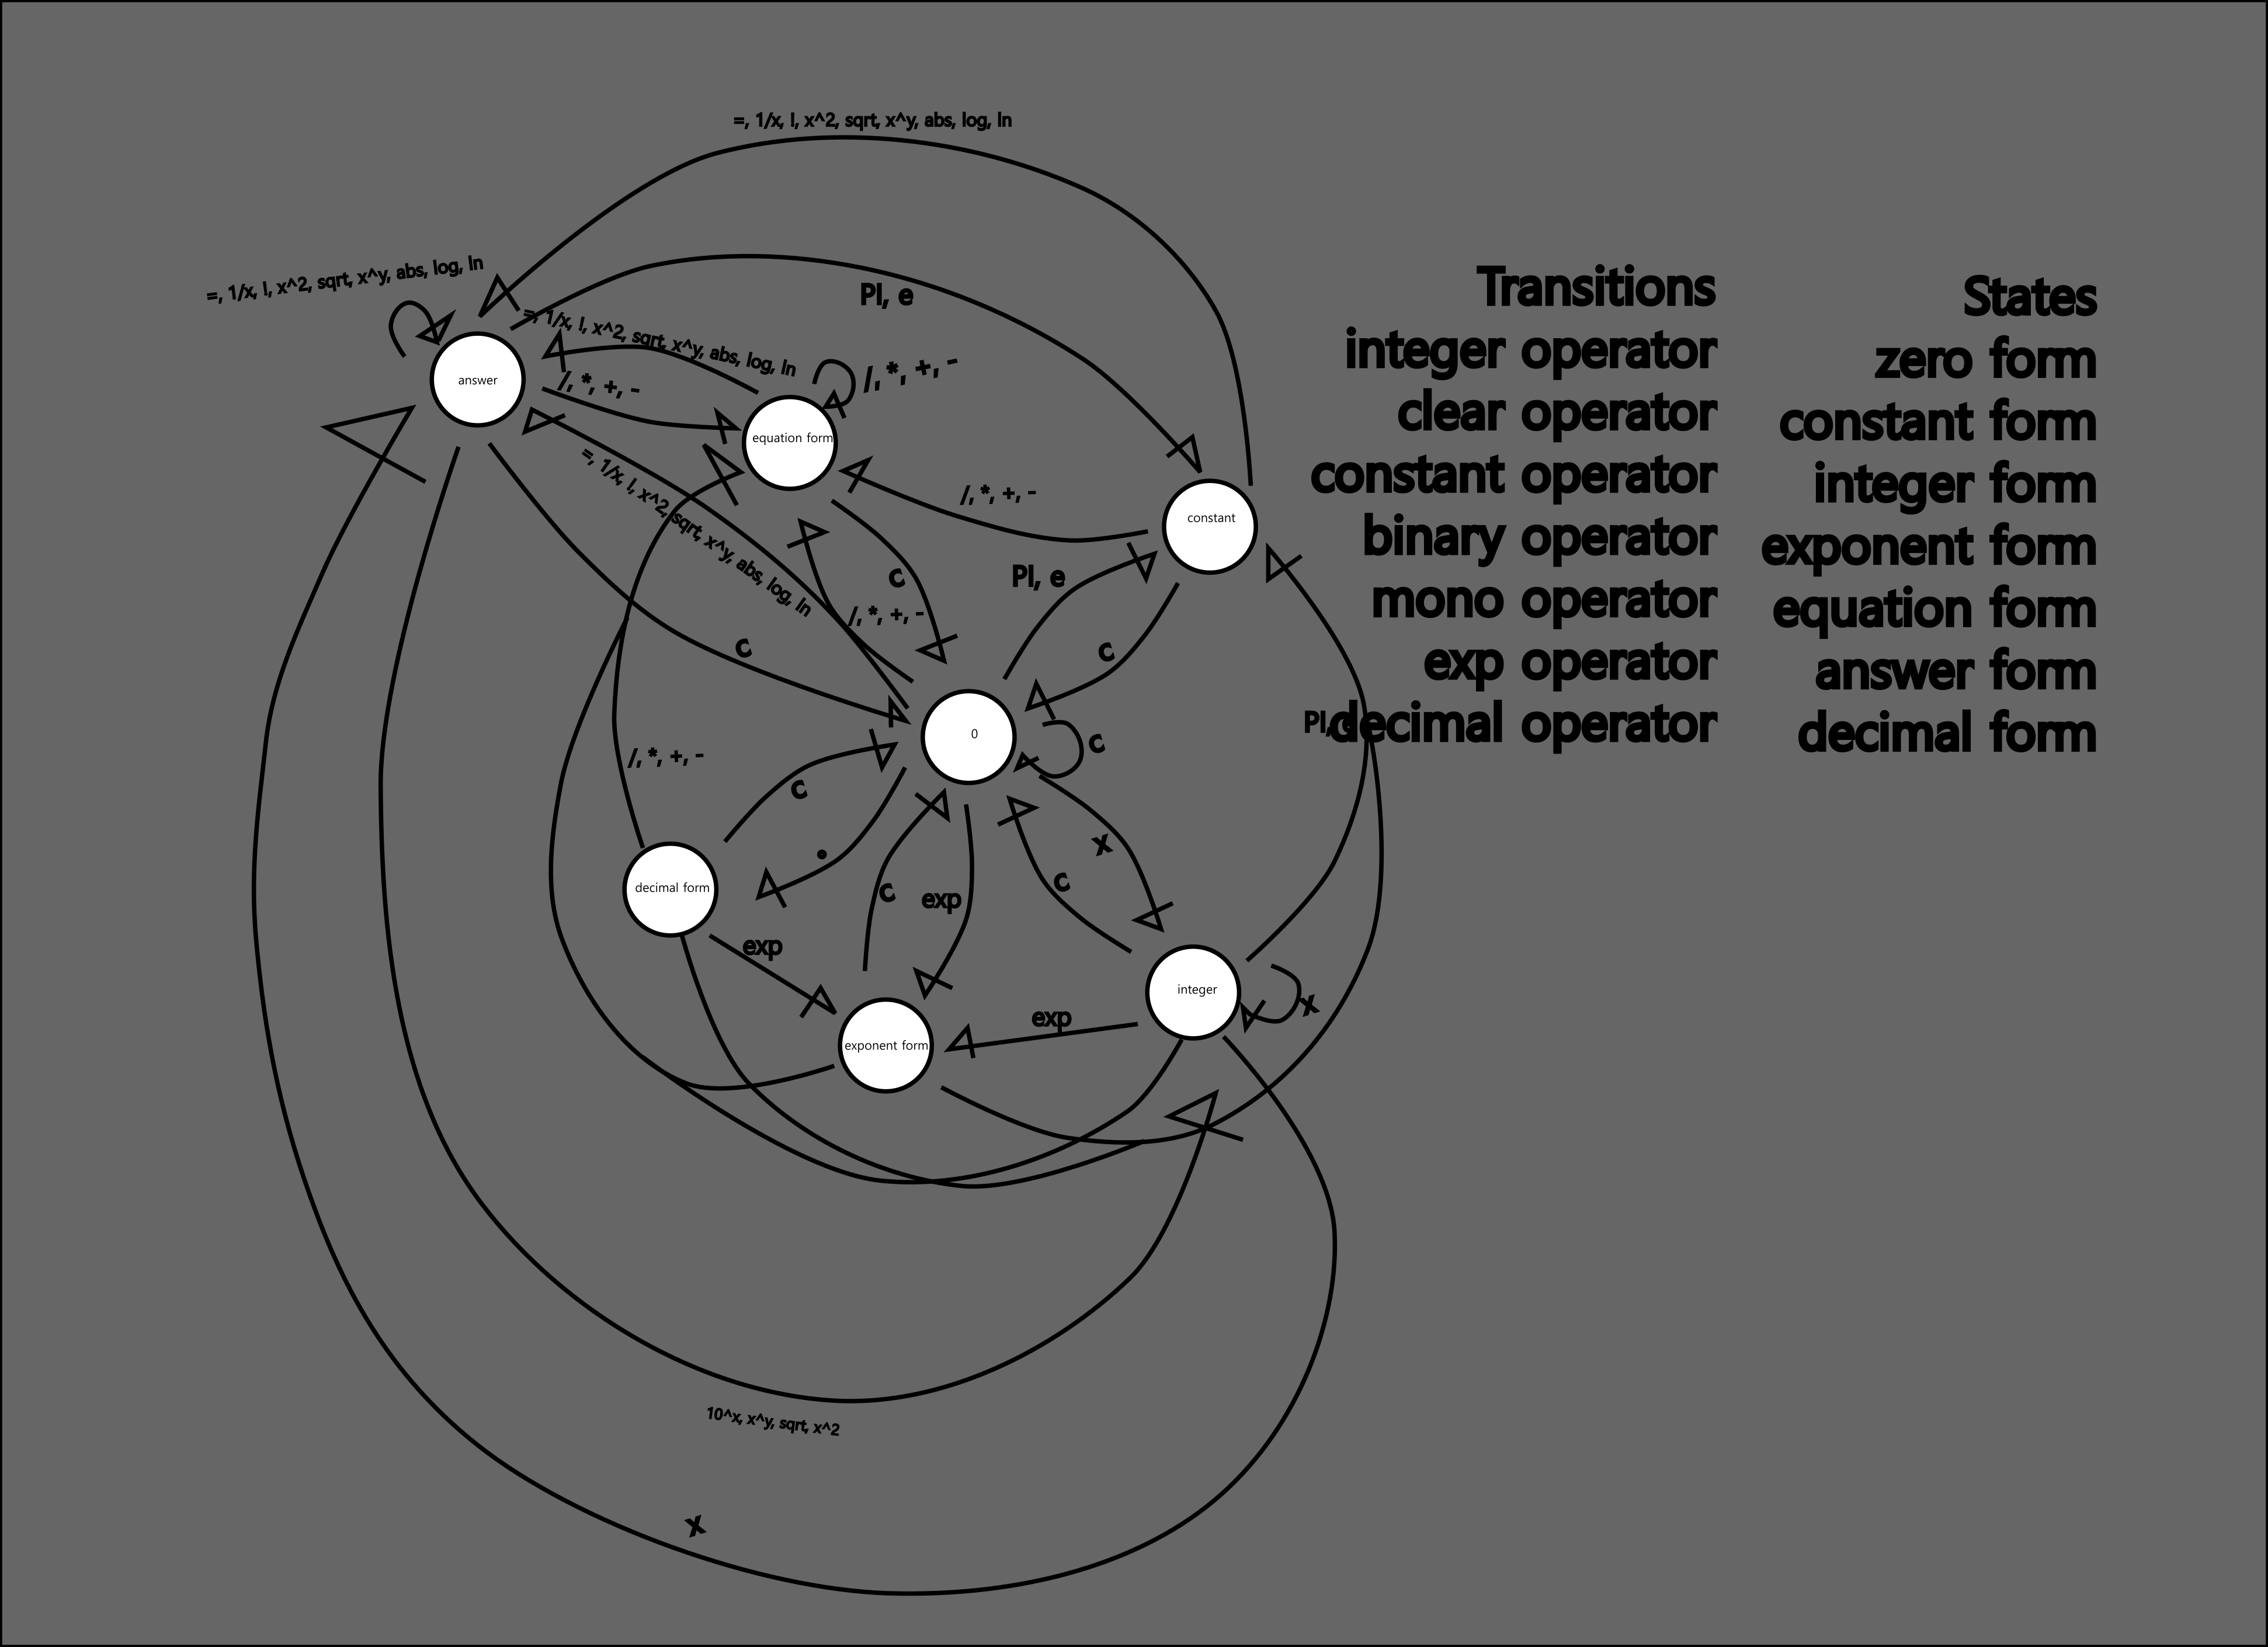 =, 1/x, !, x^2, sqrt, x^y, abs, log, ln
=, 1/x, !, x^2, sqrt, x^y, abs, log, ln
PI, e
=, 1/x, !, x^2, sqrt, x^y, abs, log, ln
/, *, +, -
/, *, +, -
answer
equation form
/, *, +, -
constant
=, 1/x, !, x^2, sqrt, x^y, abs, log, ln
c
PI, e
/, *, +, -
c
c
0
c
/, *, +, -
c
•
x
c
decimal form
c
exp
exp
integer
x
exp
exponent form
10^x, x^y, sqrt, x^2
x
Transitions
integer operator
clear operator
constant operator
binary operator
mono operator
exp operator
PI,
decimal operator
States
zero form
constant form
integer form
exponent form
equation form
answer form
decimal form